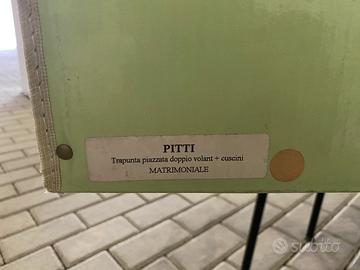 PITTI
Trapunta piazzata doppio volant + cuscini
MATRIMONIALE
subito